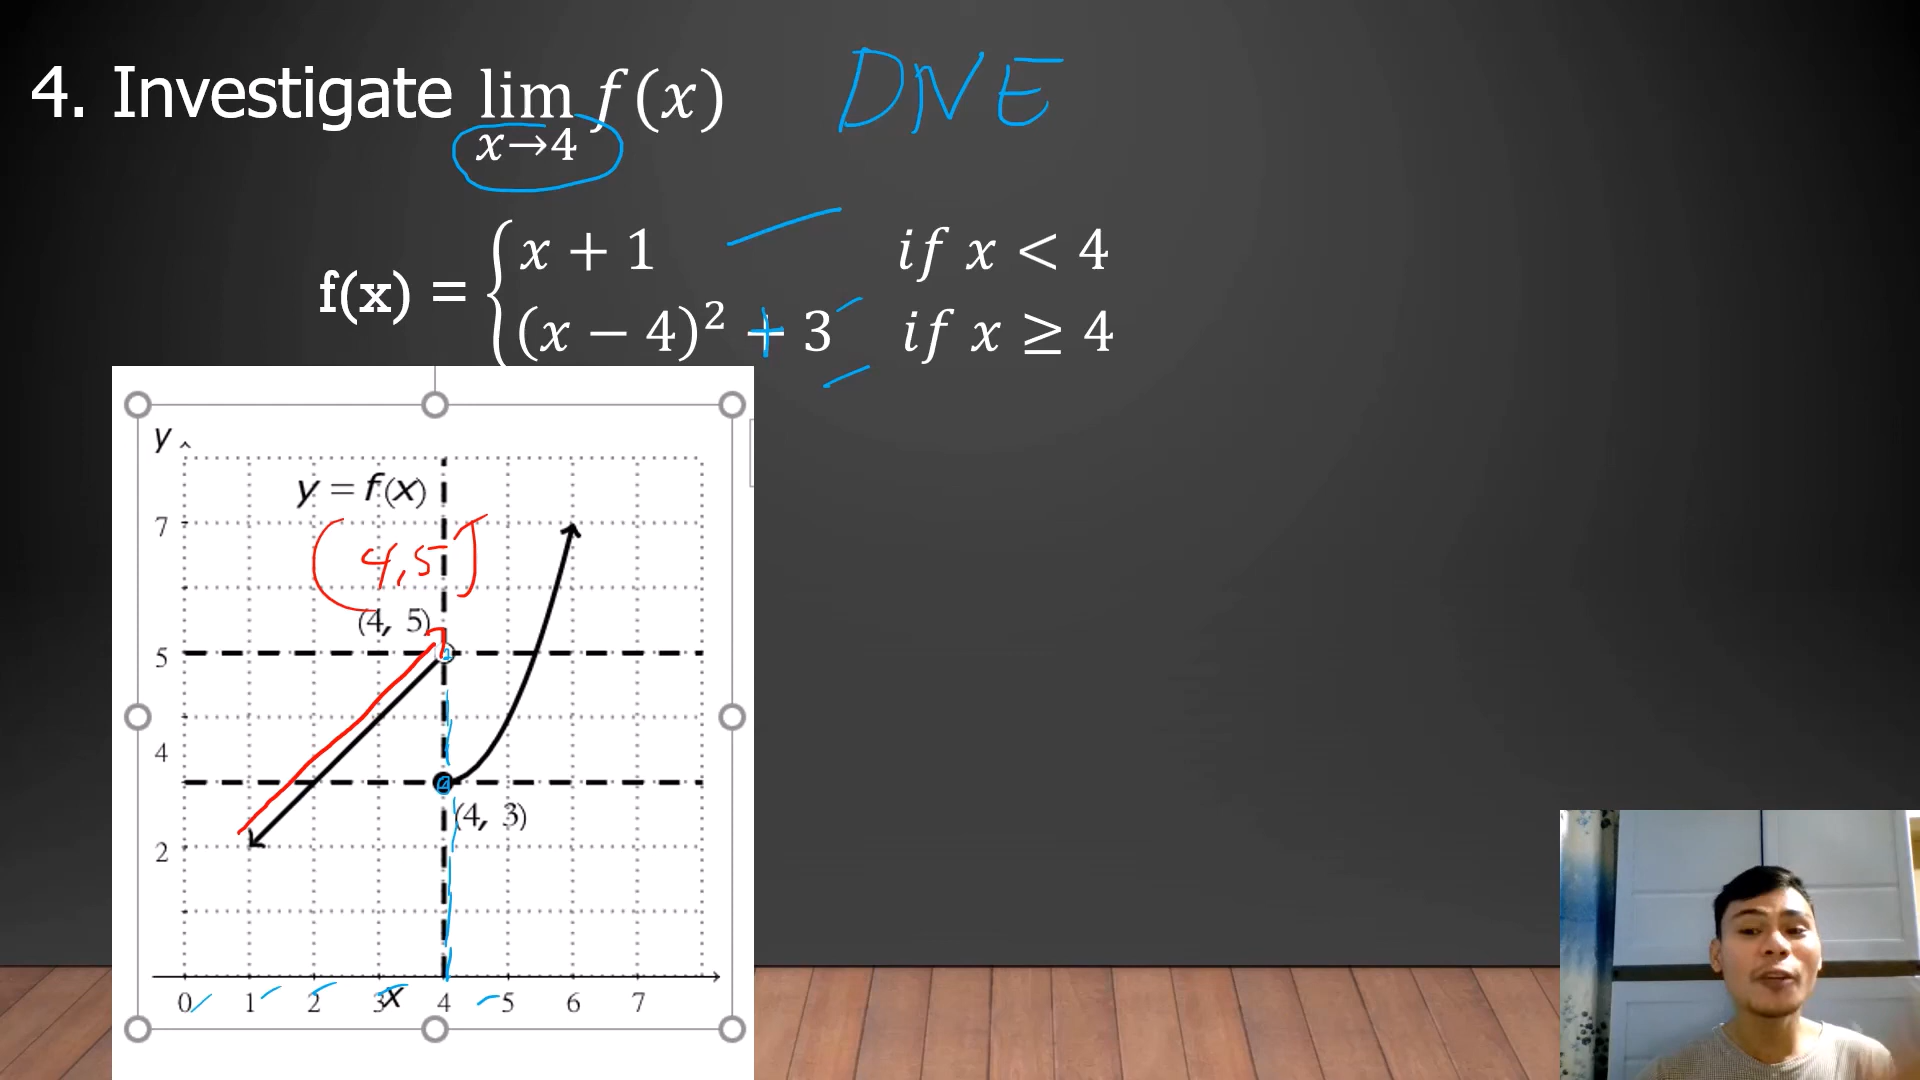 4. Investigate lim f(x) DNE
x→4
f(x) = { x + 1 if x < 4
(x − 4)² + 3 if x ≥ 4
y
y = f(x)
7
(4,5]
(4, 5)
5
4
(4, 3)
2
0 1 2 3 x 4 5 6 7